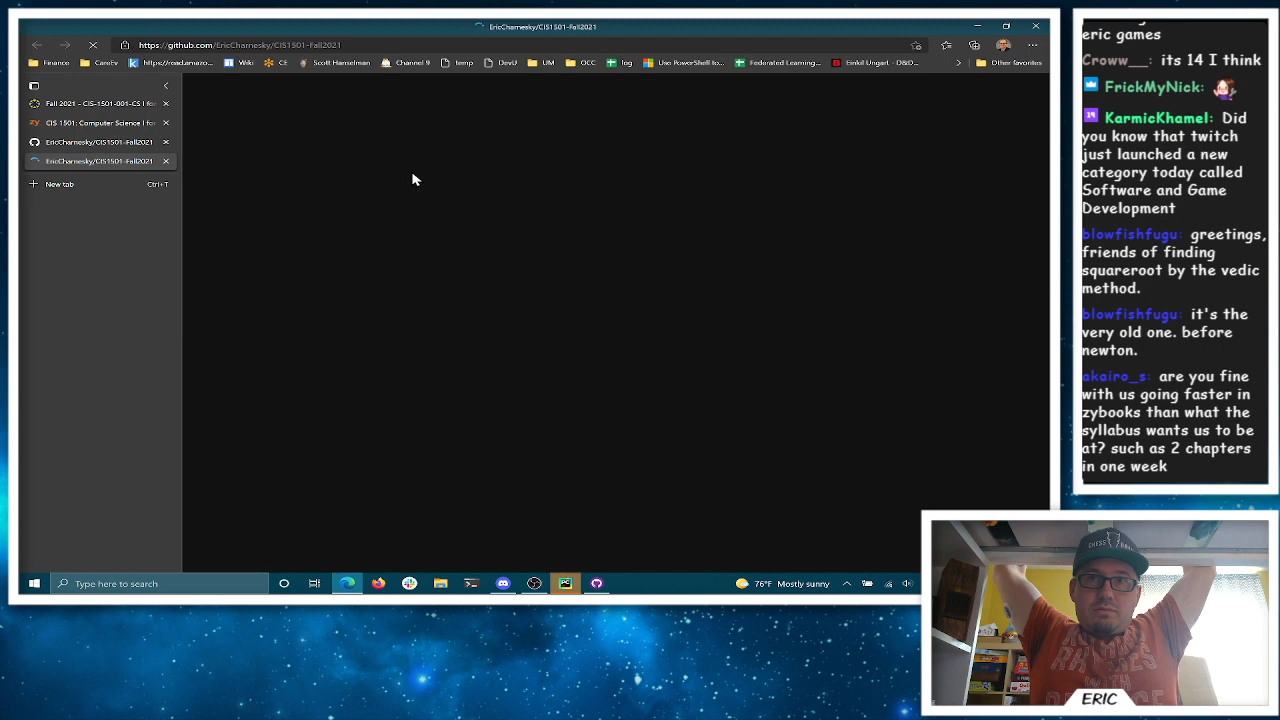 EricCharnesky/CIS1501-Fall2021
https://github.com/EricCharnesky/CIS1501-Fall2021
Finance
CareEv
https://road.amazo...
Wiki
CE
Scott Hanselman
Channel 9
temp
DevU
UM
OCC
log
Use PowerShell to...
Federated Learning...
Einkil Ungart - D&D...
Other favorites
Fall 2021 - CIS-1501-001-CS I for
CIS 1501: Computer Science I for
EricCharnesky/CIS1501-Fall2021
EricCharnesky/CIS1501-Fall2021
New tab
Ctrl+T
Type here to search
76°F Mostly sunny
eric games
Croww__: its 14 I think
FrickMyNick:
KarmicKhamel: Did
you know that twitch
just launched a new
category today called
Software and Game
Development
blowfishfugu: greetings,
friends of finding
squareroot by the vedic
method.
blowfishfugu: it's the
very old one. before
newton.
akairo_s: are you fine
with us going faster in
zybooks than what the
syllabus wants us to be
at? such as 2 chapters
in one week
CHESS
ERIC